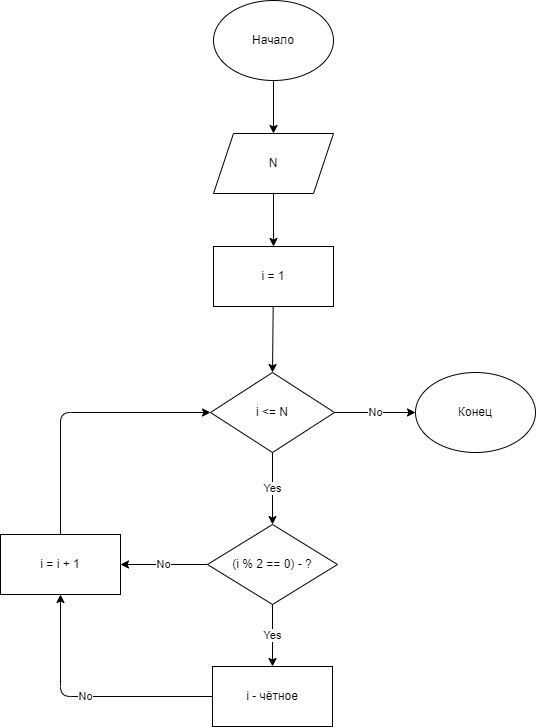 Начало
N
i = 1
i <= N
No
Конец
Yes
i = i + 1
No
(i % 2 == 0) - ?
Yes
No
i - чётное